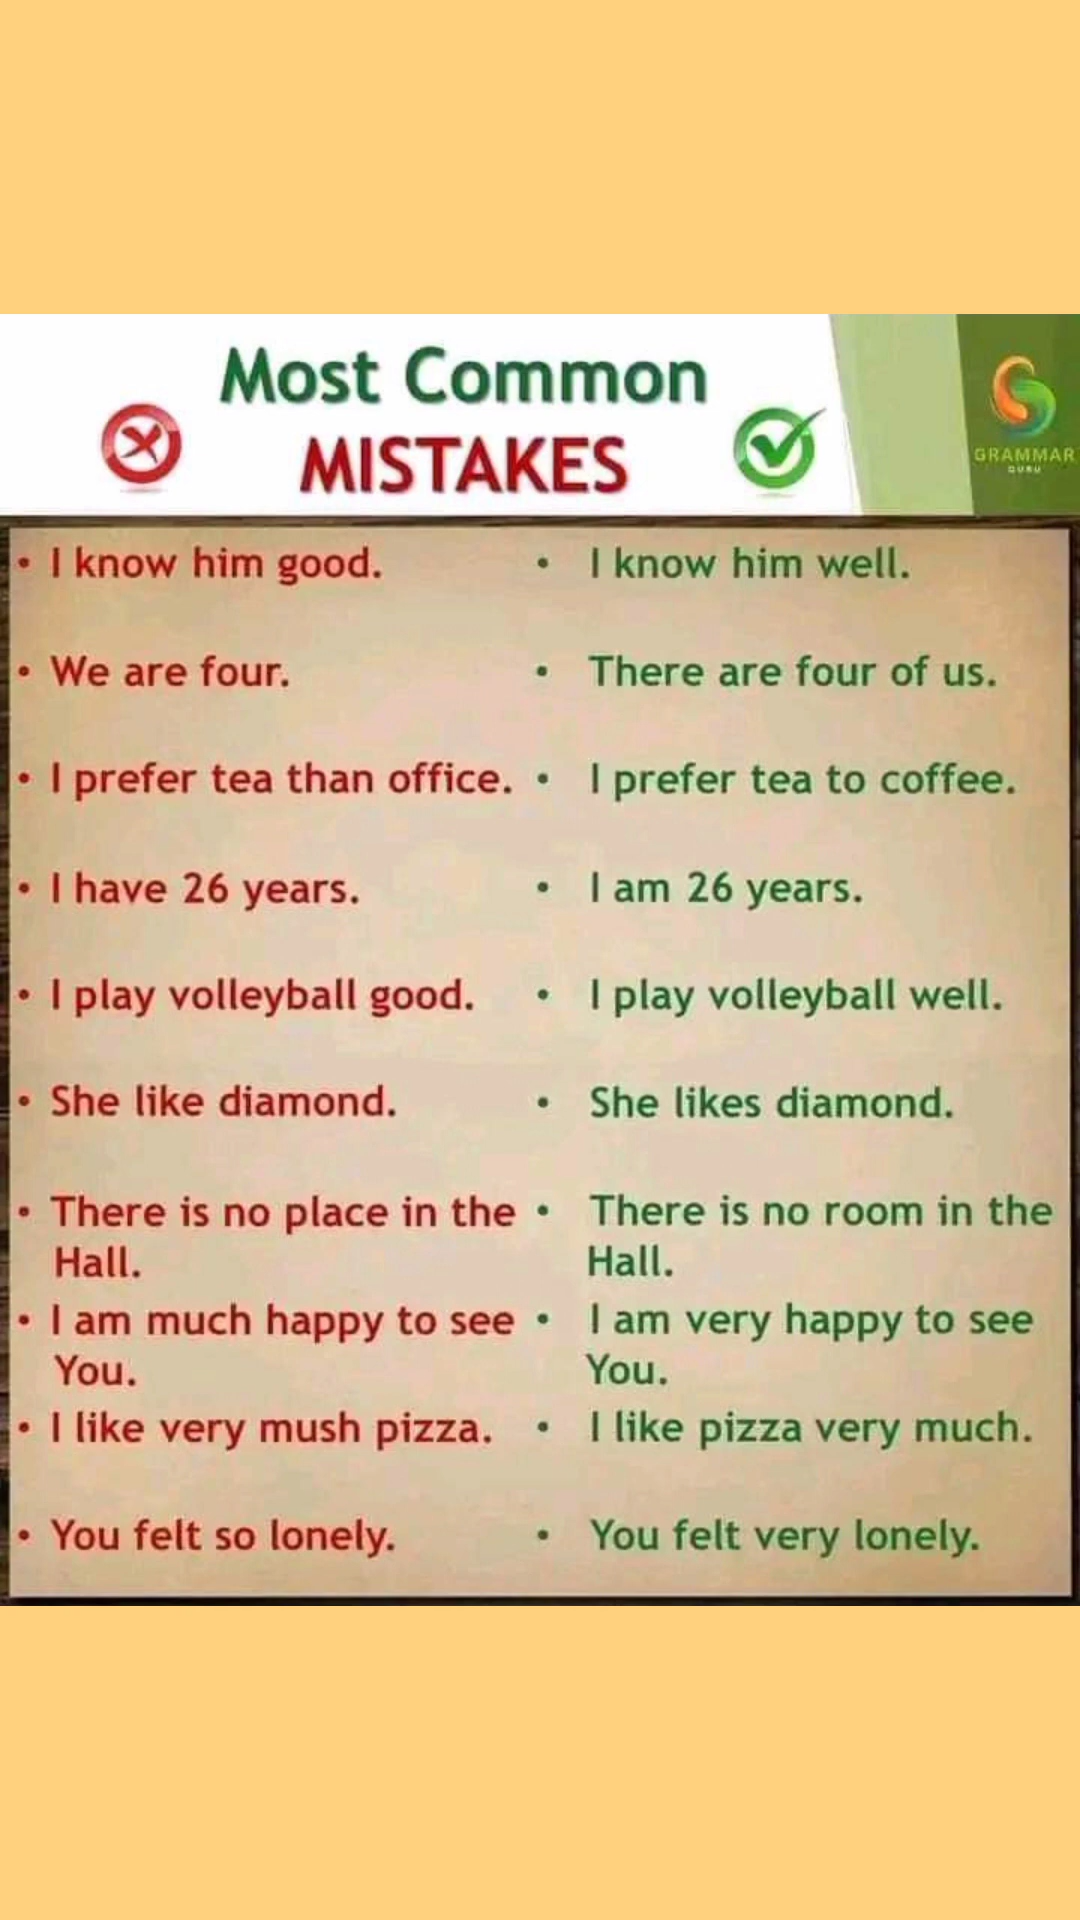 Most Common
MISTAKES
GRAMMAR
GURU
• I know him good.
• I know him well.
• We are four.
• There are four of us.
• I prefer tea than office.
• I prefer tea to coffee.
• I have 26 years.
• I am 26 years.
• I play volleyball good.
• I play volleyball well.
• She like diamond.
• She likes diamond.
• There is no place in the
Hall.
• There is no room in the
Hall.
• I am much happy to see
You.
• I am very happy to see
You.
• I like very mush pizza.
• I like pizza very much.
• You felt so lonely.
• You felt very lonely.